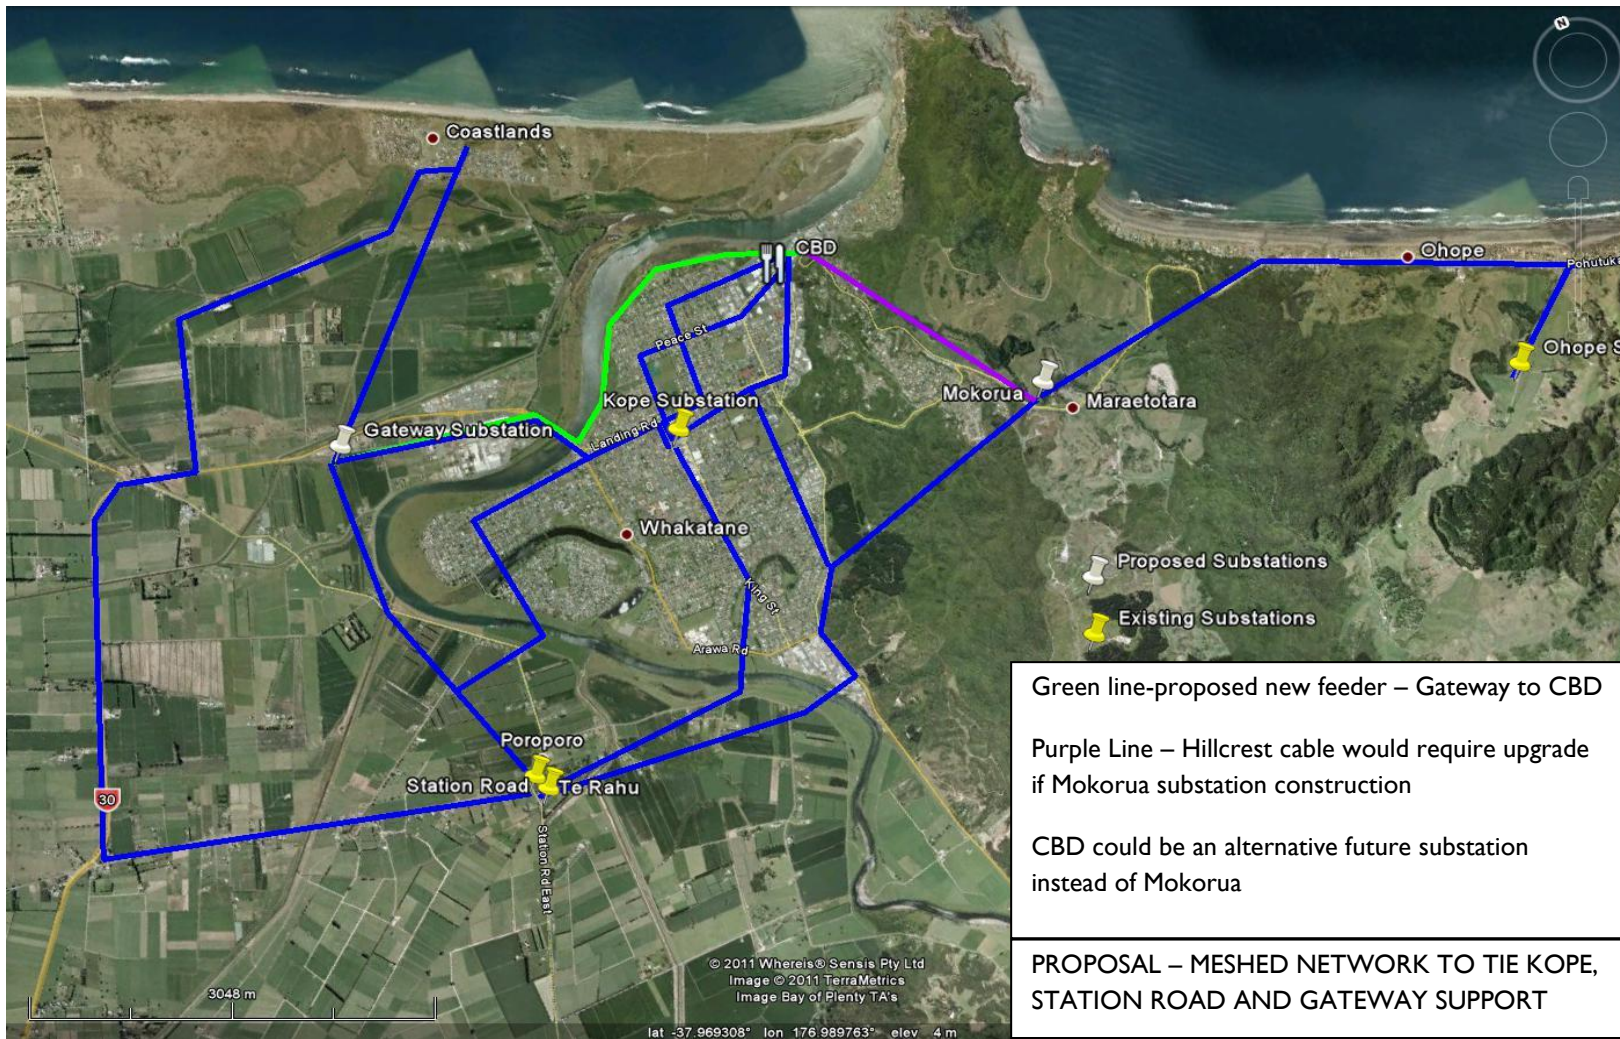 N
Coastlands
CBD
Ohope
Pohutuka
Peace St
Ohope S
Kope Substation
Mokorua
Maraetotara
Gateway Substation
Landing Rd
Whakatane
Proposed Substations
King St
Existing Substations
Arawa Rd
Green line-proposed new feeder – Gateway to CBD
Purple Line – Hillcrest cable would require upgrade
if Mokorua substation construction
CBD could be an alternative future substation
instead of Mokorua
PROPOSAL – MESHED NETWORK TO TIE KOPE,
STATION ROAD AND GATEWAY SUPPORT
Poroporo
Station Road
Te Rahu
30
Station Rd East
© 2011 Whereis® Sensis Pty Ltd
Image © 2011 TerraMetrics
Image Bay of Plenty TA's
3048 m
lat -37.969308° lon 176.989763° elev 4 m